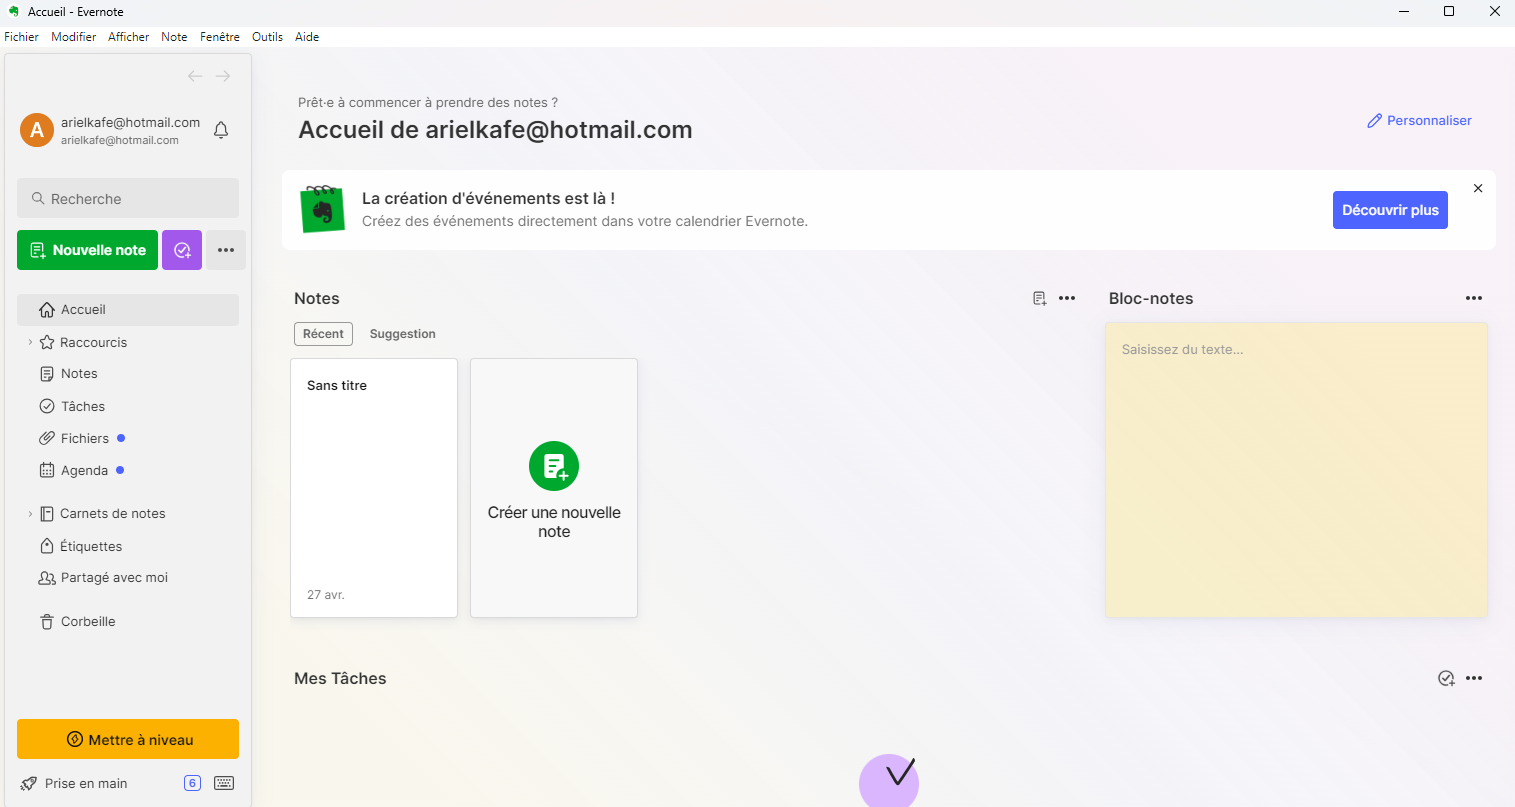 Accueil - Evernote
Fichier Modifier Afficher Note Fenêtre Outils Aide
A
arielkafe@hotmail.com
arielkafe@hotmail.com
Recherche
Nouvelle note
Accueil
Raccourcis
Notes
Tâches
Fichiers
Agenda
Carnets de notes
Étiquettes
Partagé avec moi
Corbeille
Mettre à niveau
Prise en main 6
Prêt·e à commencer à prendre des notes ?
Accueil de arielkafe@hotmail.com
Personnaliser
La création d'événements est là !
Créez des événements directement dans votre calendrier Evernote.
Découvrir plus
Notes
Récent Suggestion
Sans titre
27 avr.
Créer une nouvelle
note
Bloc-notes
Saisissez du texte...
Mes Tâches